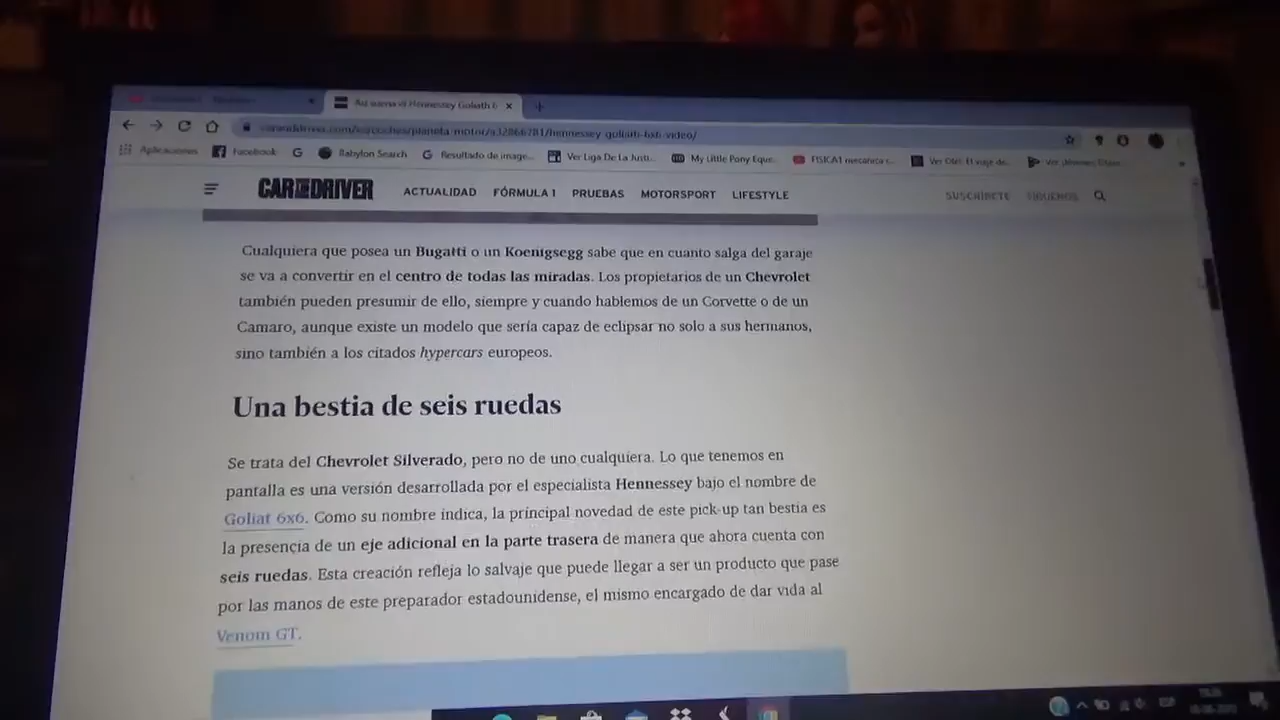 Así suena el Hennessey Goliath 6
caranddriver.com/es/coches/planeta-motor/a32866781/hennessey-goliath-6x6-video/
Aplicaciones Facebook G Babylon Search Resultado de image... Ver Liga De La Justi... My Little Pony Eque... FISICA1 mecanica c...
CAR AND DRIVER ACTUALIDAD FÓRMULA 1 PRUEBAS MOTORSPORT LIFESTYLE SUSCRÍBETE SÍGUENOS
Cualquiera que posea un Bugatti o un Koenigsegg sabe que en cuanto salga del garaje
se va a convertir en el centro de todas las miradas. Los propietarios de un Chevrolet
también pueden presumir de ello, siempre y cuando hablemos de un Corvette o de un
Camaro, aunque existe un modelo que sería capaz de eclipsar no solo a sus hermanos,
sino también a los citados hypercars europeos.
Una bestia de seis ruedas
Se trata del Chevrolet Silverado, pero no de uno cualquiera. Lo que tenemos en
pantalla es una versión desarrollada por el especialista Hennessey bajo el nombre de
Goliat 6x6. Como su nombre indica, la principal novedad de este pick-up tan bestia es
la presencia de un eje adicional en la parte trasera de manera que ahora cuenta con
seis ruedas. Esta creación refleja lo salvaje que puede llegar a ser un producto que pase
por las manos de este preparador estadounidense, el mismo encargado de dar vida al
Venom GT.